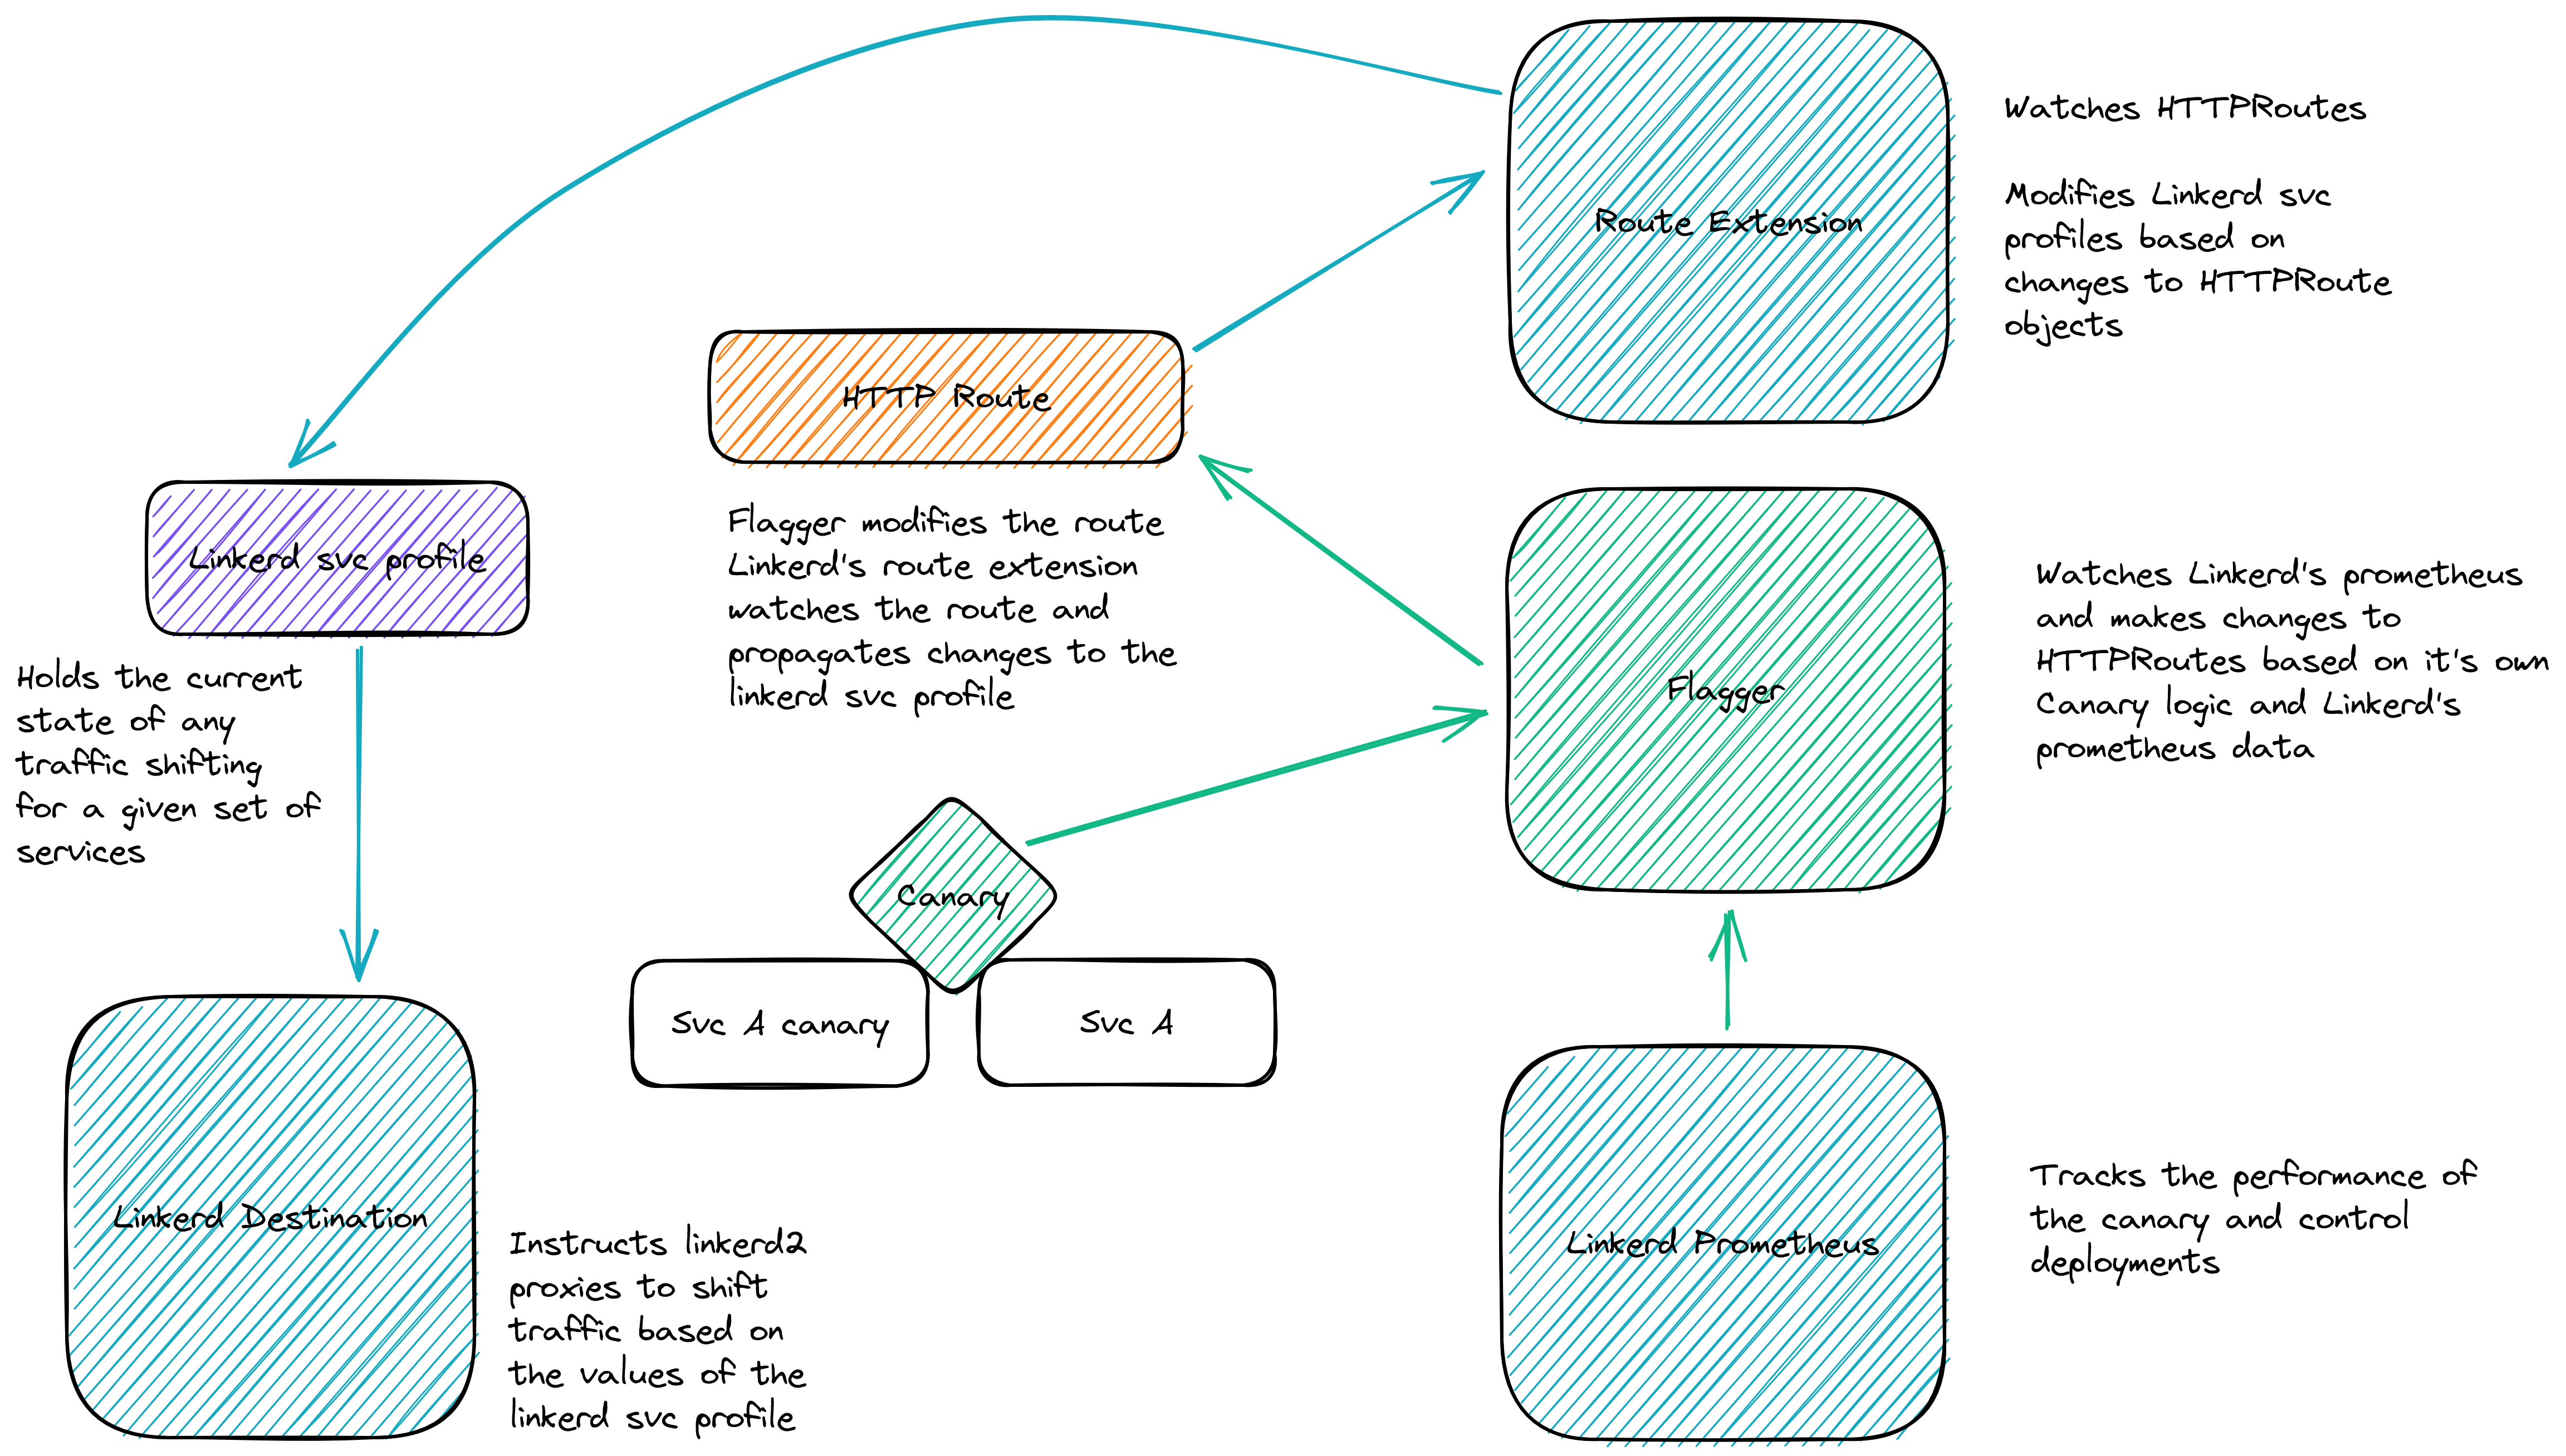 Route Extension
Watches HTTPRoutes
Modifies Linkerd svc
profiles based on
changes to HTTPRoute
objects
HTTP Route
Flagger modifies the route
Linkerd's route extension
watches the route and
propagates changes to the
linkerd svc profile
Linkerd svc profile
Holds the current
state of any
traffic shifting
for a given set of
services
Flagger
Watches Linkerd's prometheus
and makes changes to
HTTPRoutes based on it's own
Canary logic and Linkerd's
prometheus data
Canary
Svc A canary
Svc A
Linkerd Destination
Instructs linkerd2
proxies to shift
traffic based on
the values of the
linkerd svc profile
Linkerd Prometheus
Tracks the performance of
the canary and control
deployments